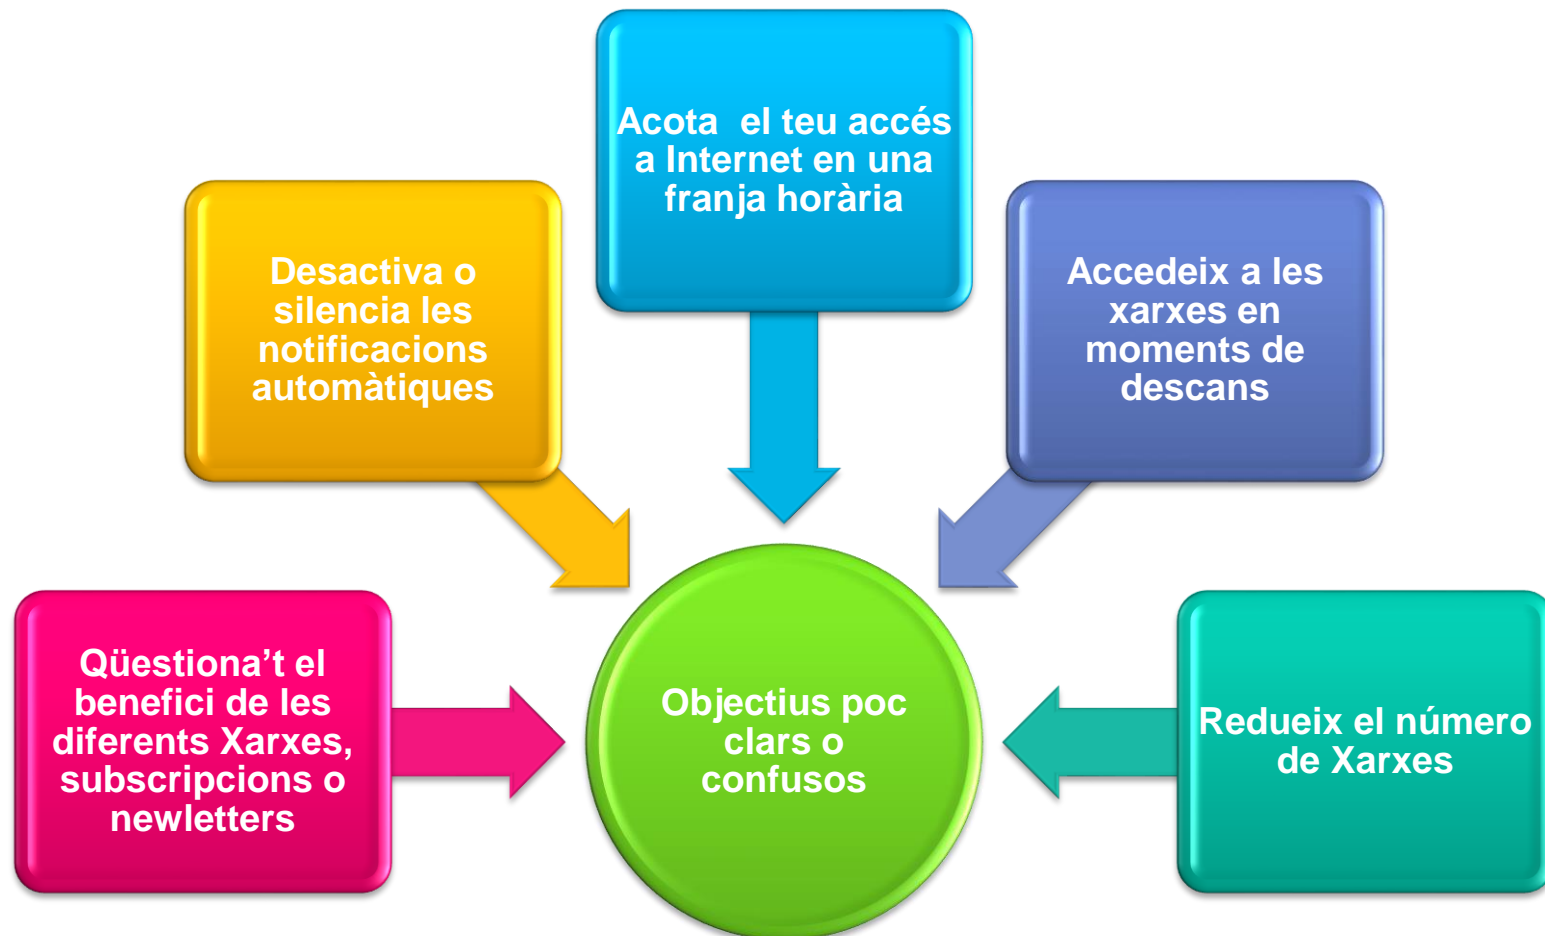 Acota  el teu accés
a Internet en una
franja horària
Desactiva o
silencia les
notificacions
automàtiques
Accedeix a les
xarxes en
moments de
descans
Qüestiona’t el
benefici de les
diferents Xarxes,
subscripcions o
newletters
Objectius poc
clars o
confusos
Redueix el número
de Xarxes